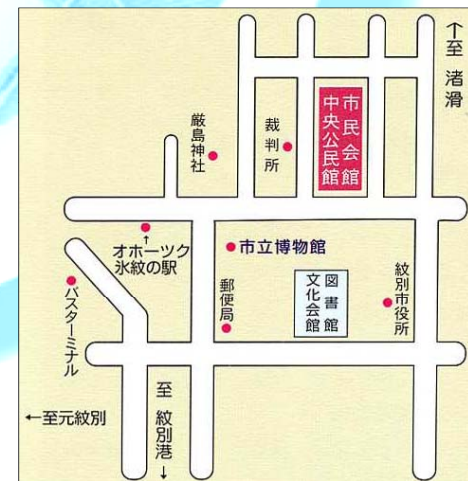 ↑至 渚滑
市民会館
中央公民館
裁判所
厳島神社
↑
オホーツク
氷紋の駅
市立博物館
図書館
文化会館
紋別市役所
郵便局
バスターミナル
←至元紋別
至 紋別港↓